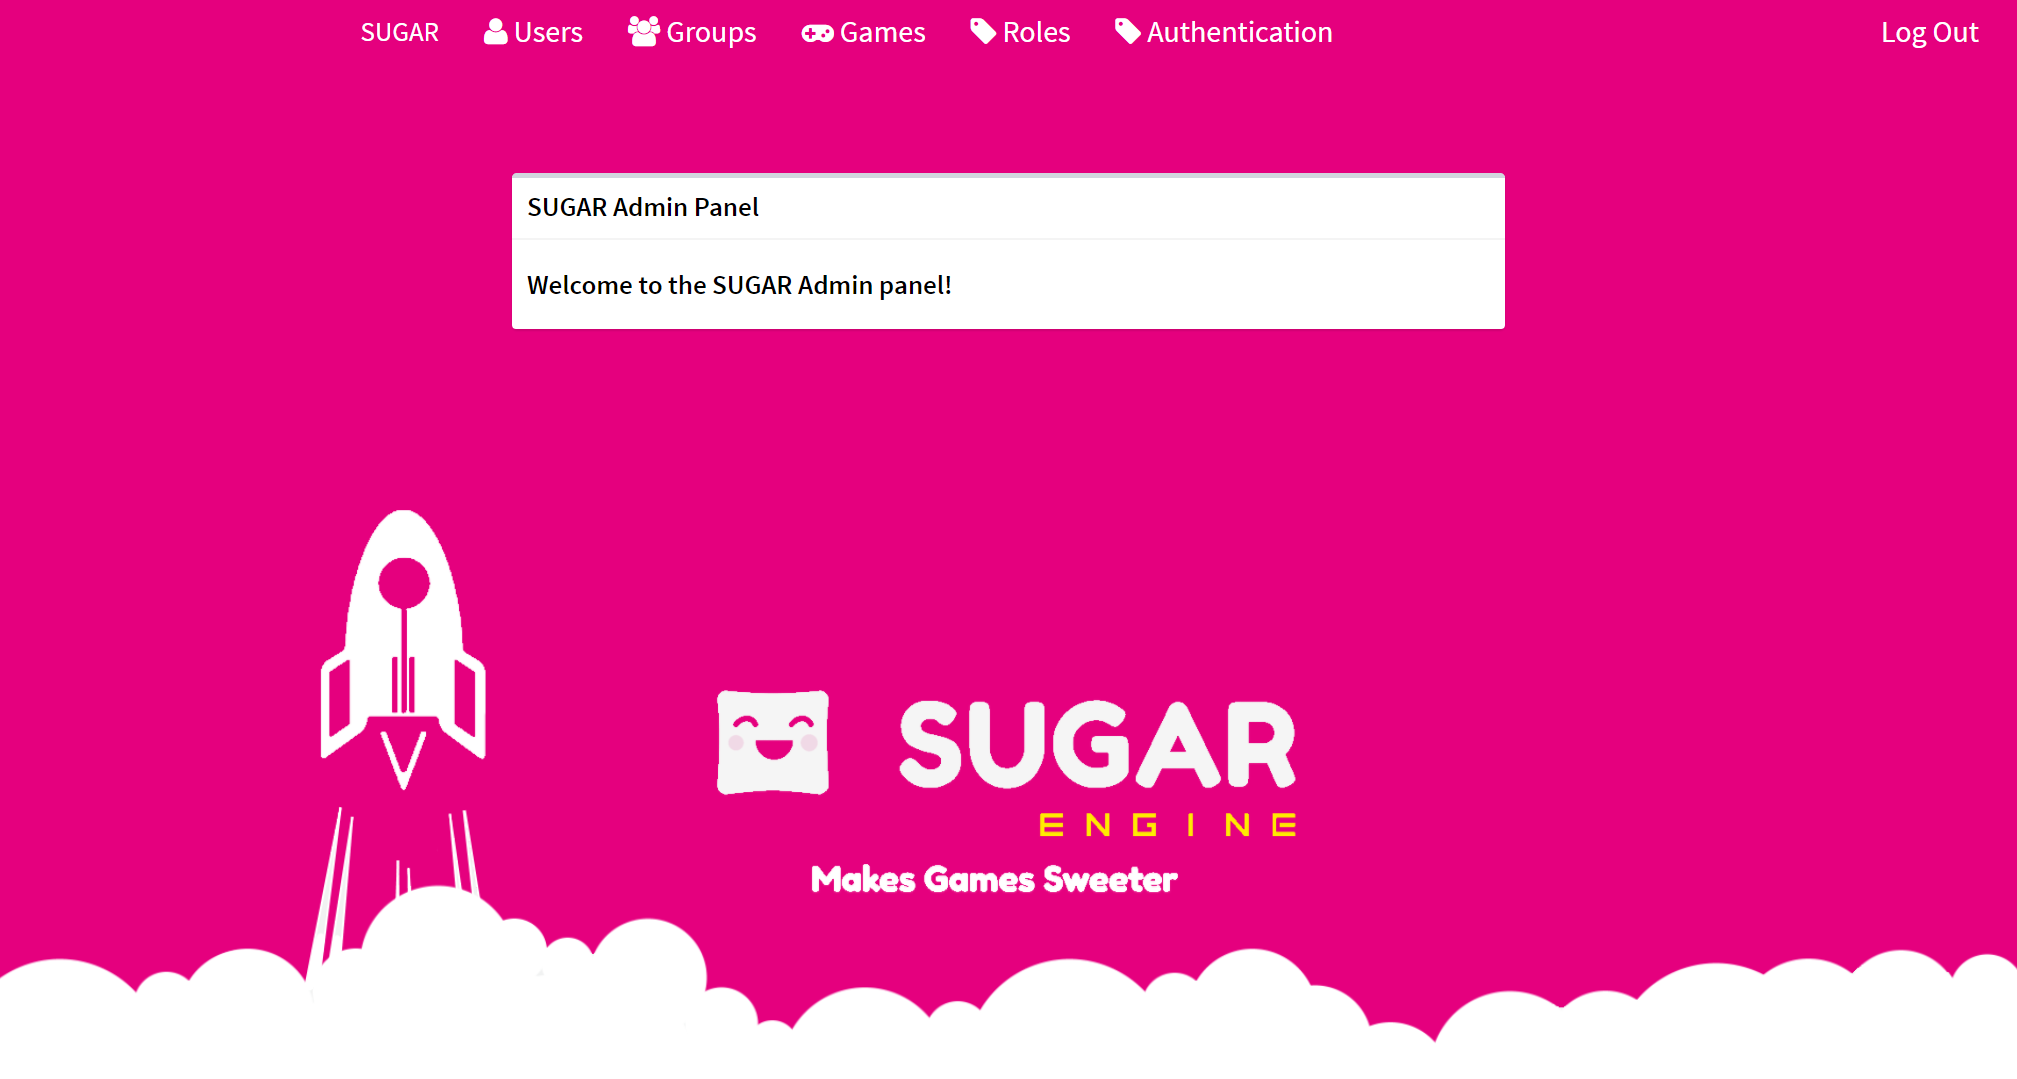 SUGAR Users Groups Games Roles Authentication Log Out
SUGAR Admin Panel
Welcome to the SUGAR Admin panel!
SUGAR
ENGINE
Makes Games Sweeter